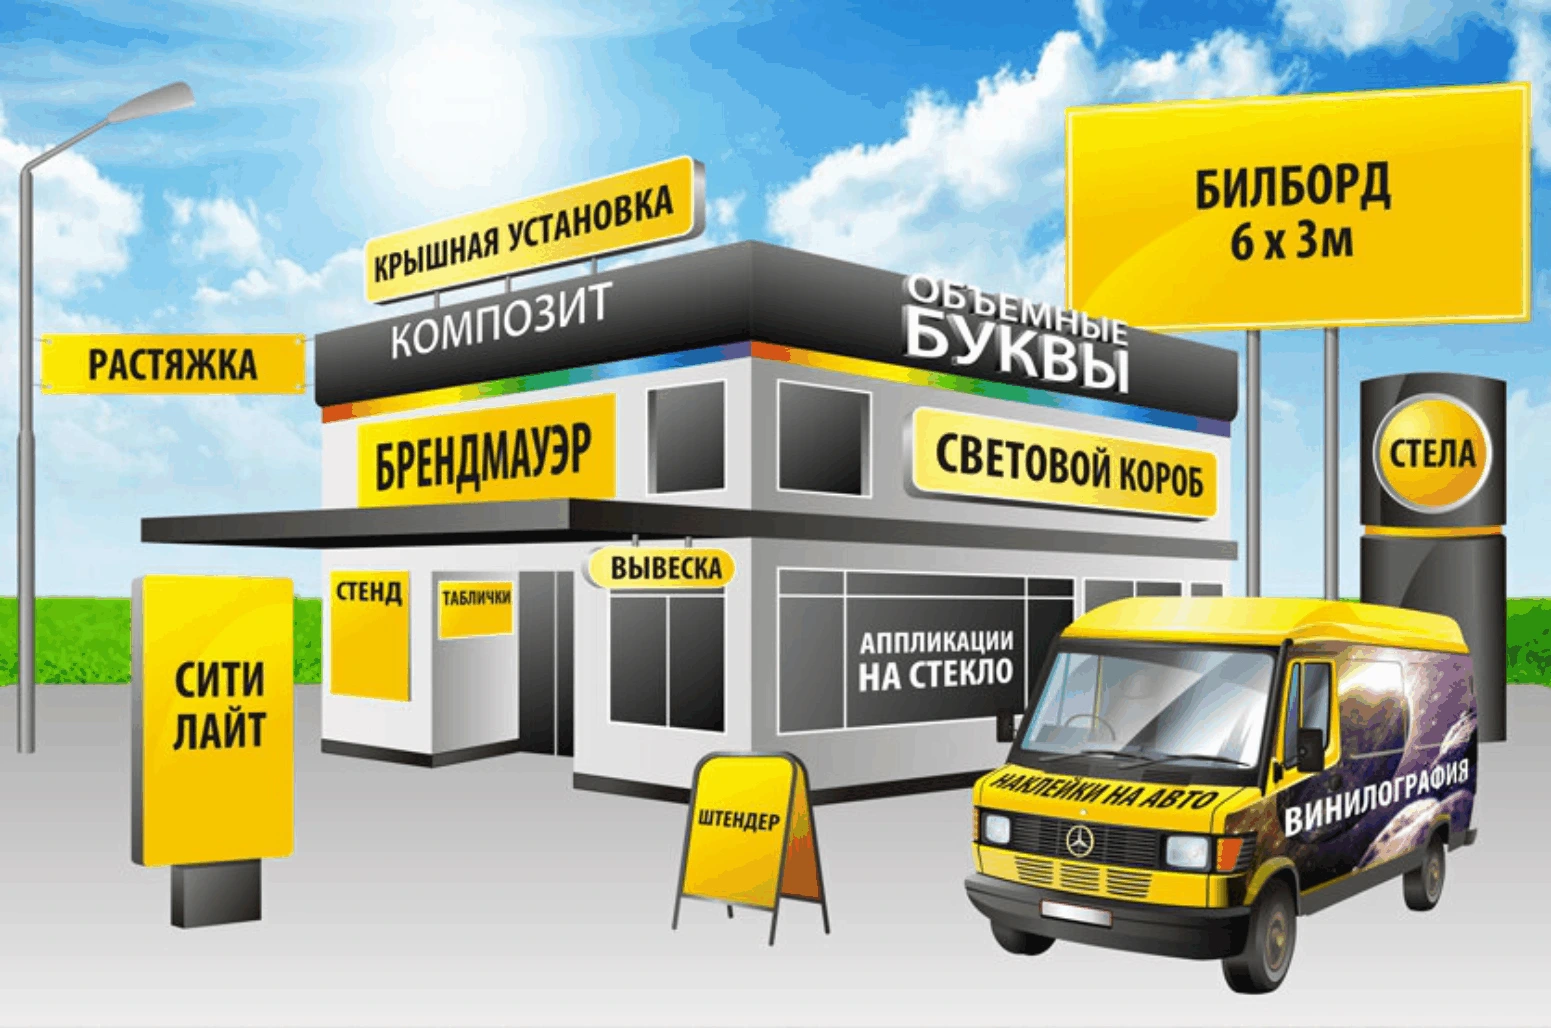 КРЫШНАЯ УСТАНОВКА
КОМПОЗИТ
ОБЪЕМНЫЕ
БУКВЫ
БИЛБОРД
6 х 3м
РАСТЯЖКА
БРЕНДМАУЭР
СВЕТОВОЙ КОРОБ
СТЕЛА
ВЫВЕСКА
СТЕНД
ТАБЛИЧКИ
АППЛИКАЦИИ
НА СТЕКЛО
СИТИ
ЛАЙТ
ШТЕНДЕР
НАКЛЕЙКИ НА АВТО
ВИНИЛОГРАФИЯ